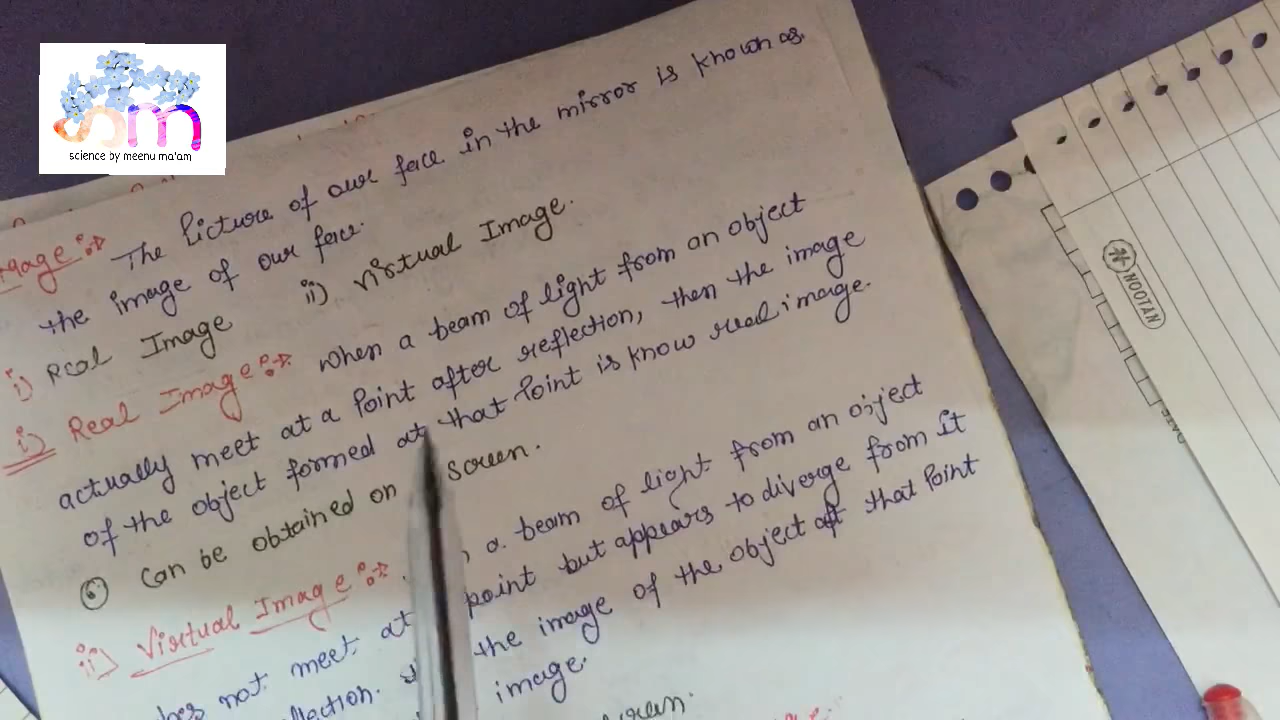 science by meenu ma'am
The Picture of our face in the mirror is known as
the image of our face.
i) Real Image ii) Virtual Image.
i) Real Image When a beam of light from an object
actually meet at a Point after reflection, then the image
of the object formed at that Point is know real image.
Can be obtained on screen.
ii) Virtual Image a beam of light from an object
not meet at point but appears to diverge from it
the image of the object at that Point
image.
NOOTAN